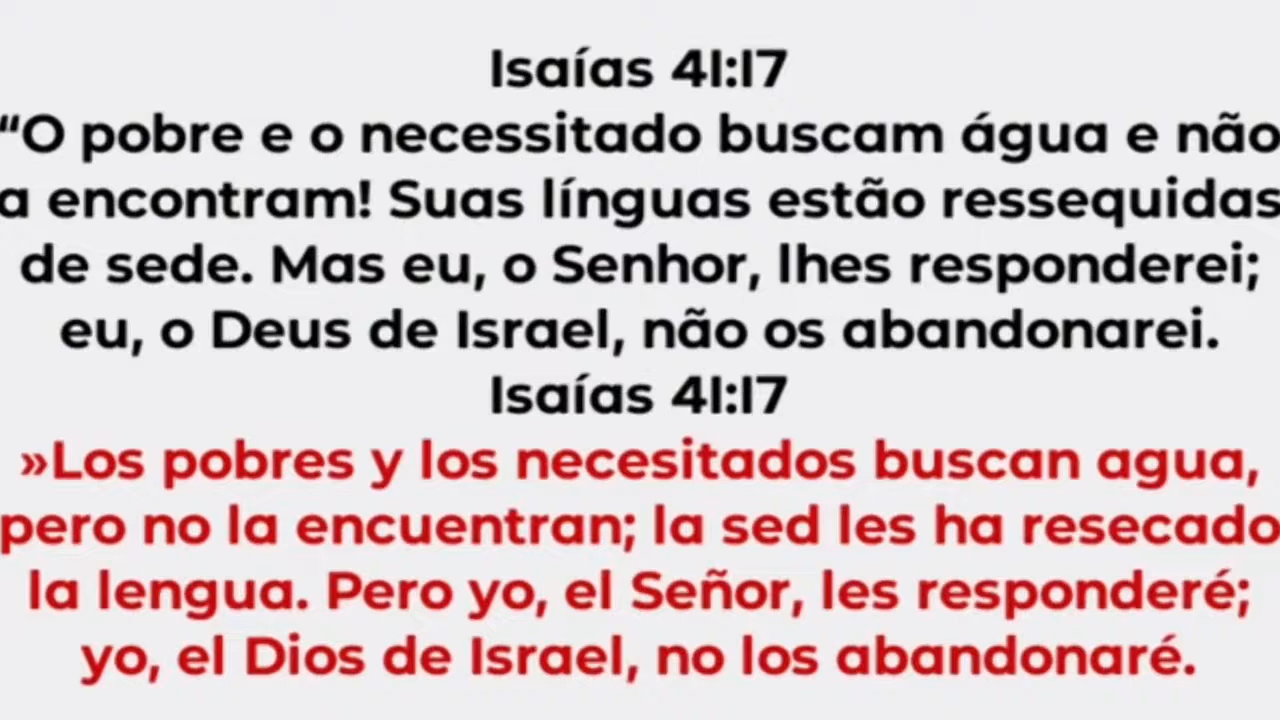 Isaías 41:17
“O pobre e o necessitado buscam água e não
a encontram! Suas línguas estão ressequidas
de sede. Mas eu, o Senhor, lhes responderei;
eu, o Deus de Israel, não os abandonarei.
Isaías 41:17
»Los pobres y los necesitados buscan agua,
pero no la encuentran; la sed les ha resecado
la lengua. Pero yo, el Señor, les responderé;
yo, el Dios de Israel, no los abandonaré.